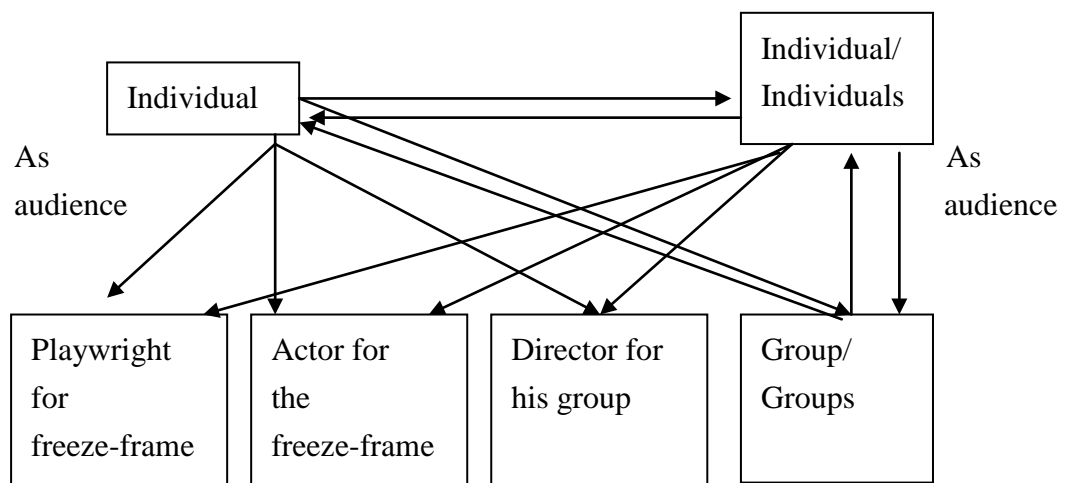 Individual
Individual/
Individuals
As
audience
As
audience
Playwright
for
freeze-frame
Actor for
the
freeze-frame
Director for
his group
Group/
Groups